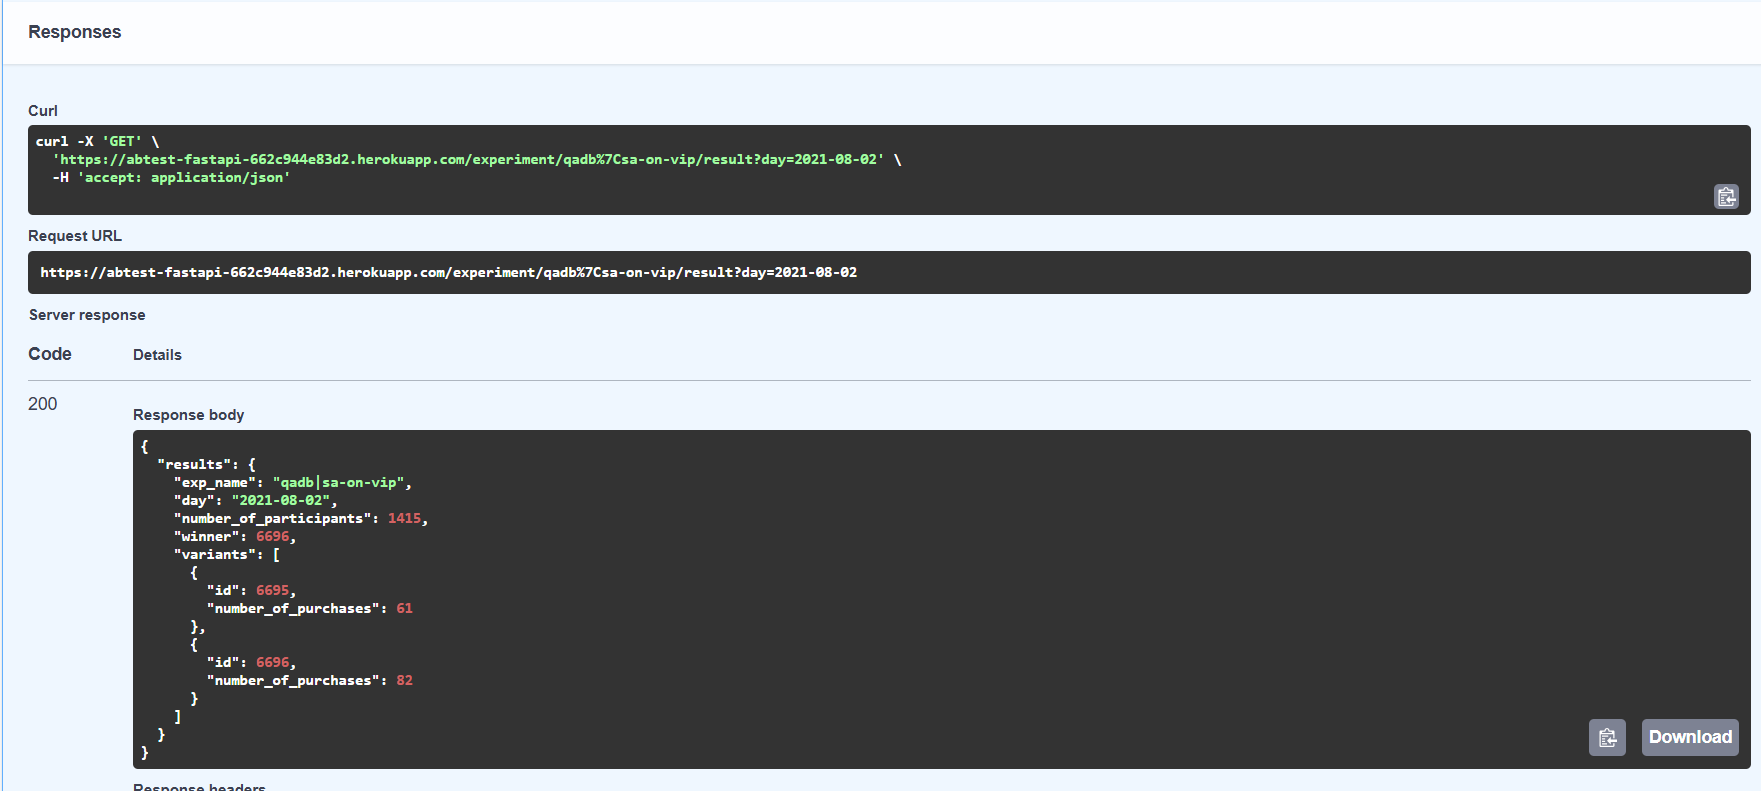 Responses
Curl
curl -X 'GET' \
  'https://abtest-fastapi-662c944e83d2.herokuapp.com/experiment/qadb%7Csa-on-vip/result?day=2021-08-02' \
  -H 'accept: application/json'
Request URL
https://abtest-fastapi-662c944e83d2.herokuapp.com/experiment/qadb%7Csa-on-vip/result?day=2021-08-02
Server response
Code Details
200
Response body
{
  "results": {
    "exp_name": "qadb|sa-on-vip",
    "day": "2021-08-02",
    "number_of_participants": 1415,
    "winner": 6696,
    "variants": [
      {
        "id": 6695,
        "number_of_purchases": 61
      },
      {
        "id": 6696,
        "number_of_purchases": 82
      }
    ]
  }
}
Download
Response headers